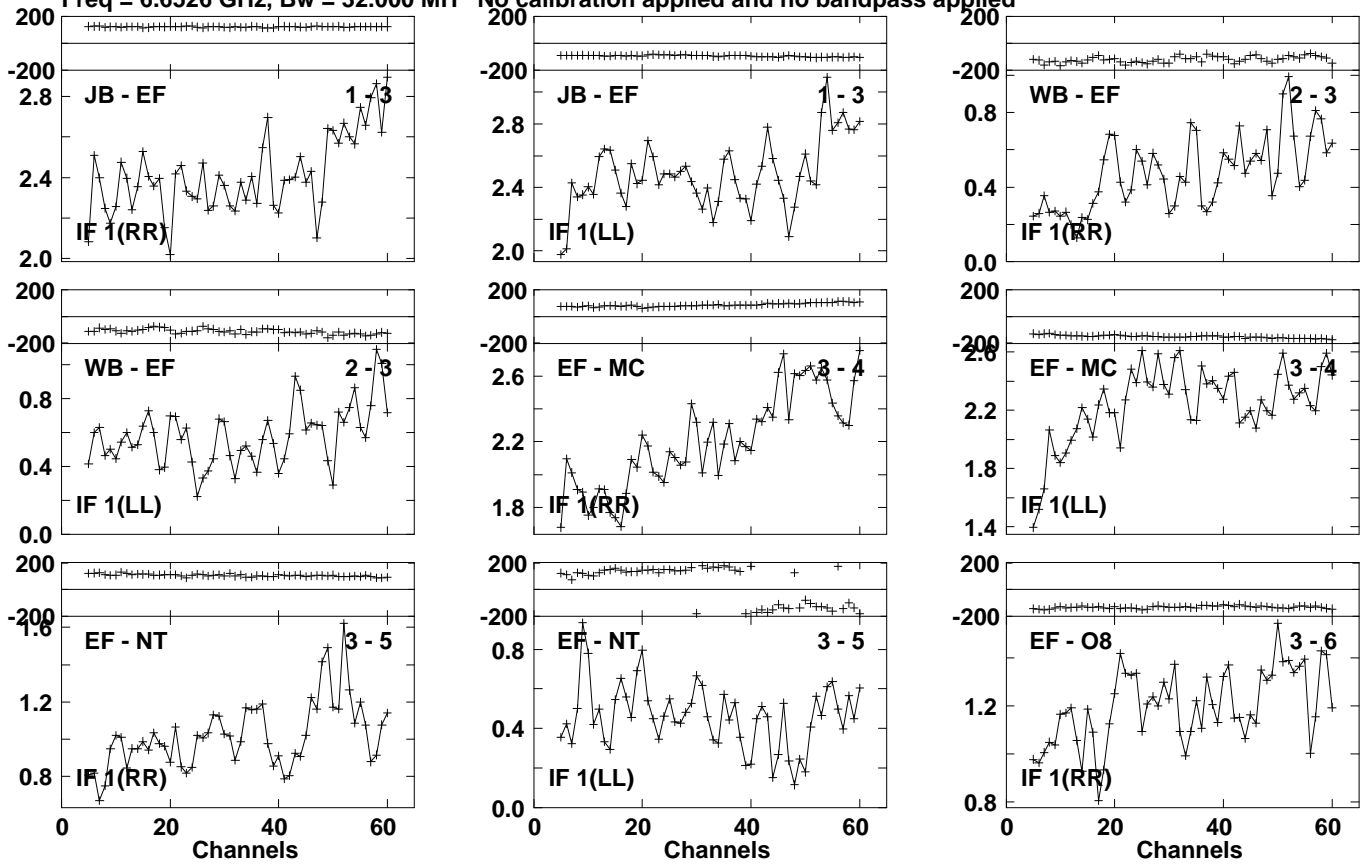 Freq = 6.6526 GHz, Bw = 32.000 MH No calibration applied and no bandpass applied
200
-200
2.8
2.4
2.0
JB - EF 1 - 3
IF 1(RR)
2.8
2.4
2.0
200
-200
JB - EF 1 - 3
IF 1(LL)
200
-200
0.8
0.4
0.0
WB - EF 2 - 3
IF 1(RR)
200
-200
0.8
0.4
0.0
WB - EF 2 - 3
IF 1(LL)
200
-200
2.6
2.2
1.8
EF - MC 3 - 4
IF 1(RR)
200
-200
2.6
2.2
1.8
1.4
EF - MC 3 - 4
IF 1(LL)
200
-200
1.6
1.2
0.8
EF - NT 3 - 5
IF 1(RR)
0 20 40 60
Channels
200
-200
0.8
0.4
0.0
EF - NT 3 - 5
IF 1(LL)
0 20 40 60
Channels
200
-200
1.2
0.8
EF - O8 3 - 6
IF 1(RR)
0 20 40 60
Channels